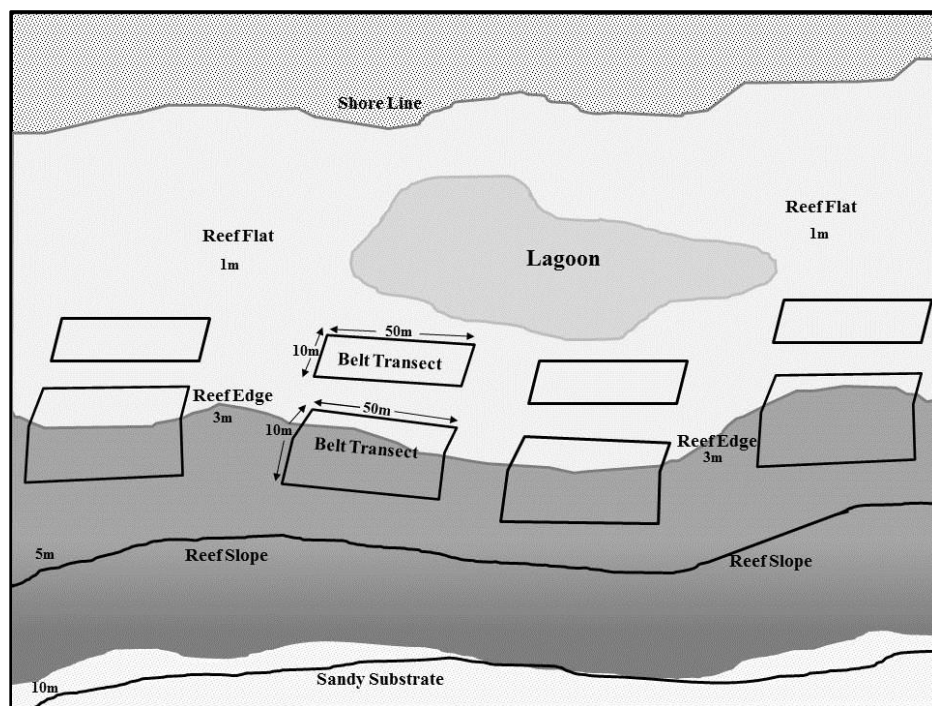 Shore Line
Reef Flat
1m
Reef Flat
1m
Lagoon
50m
10m
Belt Transect
Reef Edge
3m
50m
10m
Belt Transect
Reef Edge
3m
5m
Reef Slope
Reef Slope
10m
Sandy Substrate